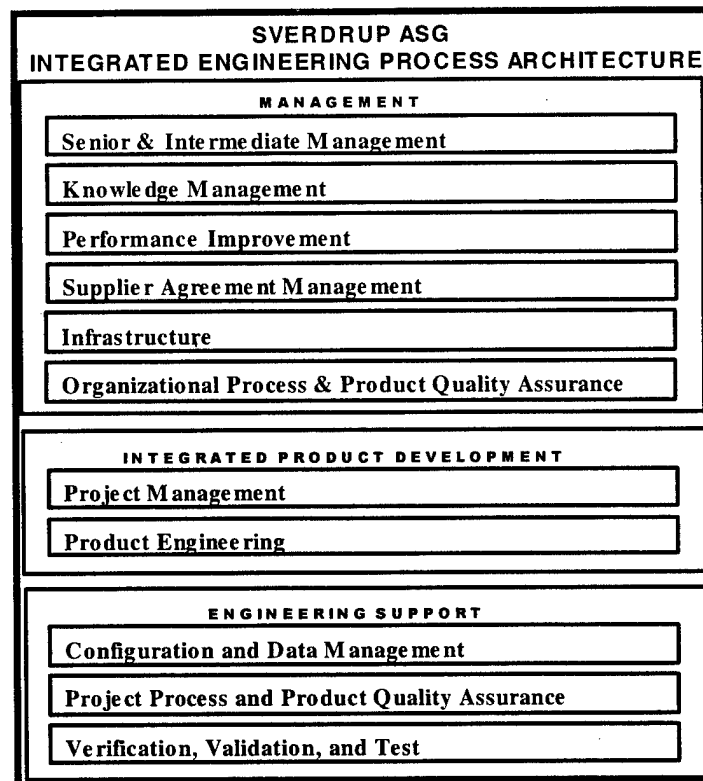 SVERDRUP ASG
INTEGRATED ENGINEERING PROCESS ARCHITECTURE
MANAGEMENT
Senior & Intermediate Management
Knowledge Management
Performance Improvement
Supplier Agreement Management
Infrastructure
Organizational Process & Product Quality Assurance
INTEGRATED PRODUCT DEVELOPMENT
Project Management
Product Engineering
ENGINEERING SUPPORT
Configuration and Data Management
Project Process and Product Quality Assurance
Verification, Validation, and Test